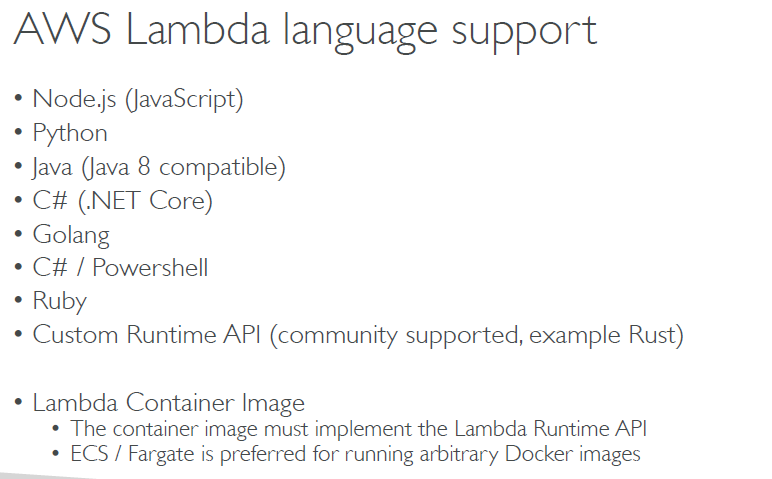 AWS Lambda language support
• Node.js (JavaScript)
• Python
• Java (Java 8 compatible)
• C# (.NET Core)
• Golang
• C# / Powershell
• Ruby
• Custom Runtime API (community supported, example Rust)
• Lambda Container Image
• The container image must implement the Lambda Runtime API
• ECS / Fargate is preferred for running arbitrary Docker images